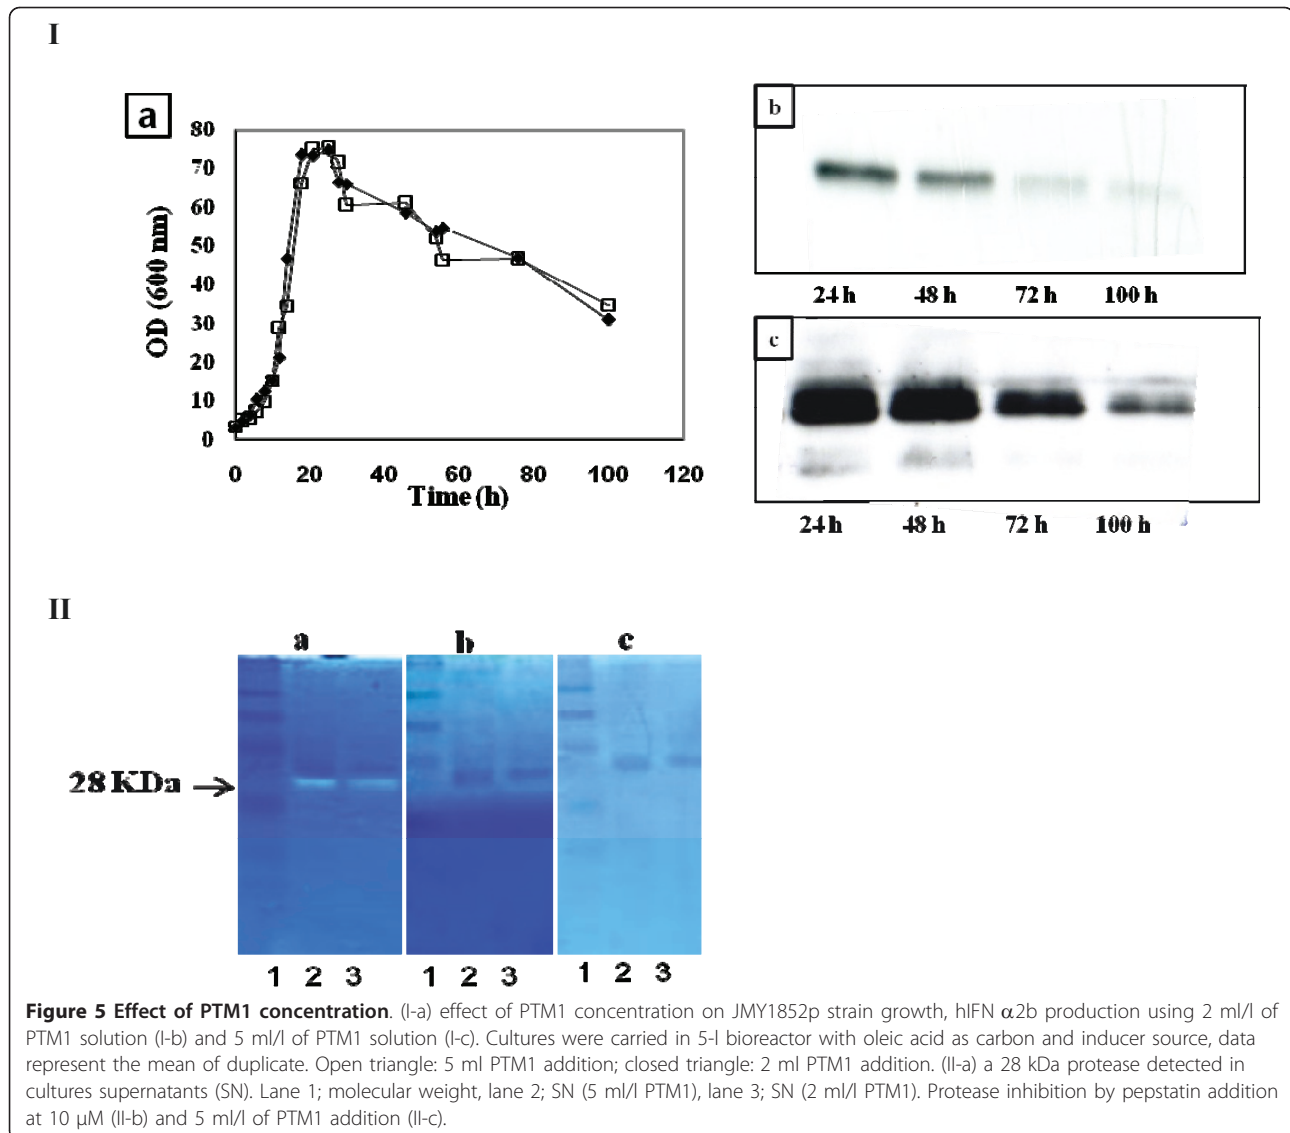 I
a
80
70
60
50
40
30
20
10
0
OD (600 nm)
0 20 40 60 80 100 120
Time (h)
b
24 h 48 h 72 h 100 h
c
24 h 48 h 72 h 100 h
II
a b c
28 KDa
1 2 3 1 2 3 1 2 3
Figure 5 Effect of PTM1 concentration. (I-a) effect of PTM1 concentration on JMY1852p strain growth, hIFN α2b production using 2 ml/l of
PTM1 solution (I-b) and 5 ml/l of PTM1 solution (I-c). Cultures were carried in 5-l bioreactor with oleic acid as carbon and inducer source, data
represent the mean of duplicate. Open triangle: 5 ml PTM1 addition; closed triangle: 2 ml PTM1 addition. (II-a) a 28 kDa protease detected in
cultures supernatants (SN). Lane 1; molecular weight, lane 2; SN (5 ml/l PTM1), lane 3; SN (2 ml/l PTM1). Protease inhibition by pepstatin addition
at 10 μM (II-b) and 5 ml/l of PTM1 addition (II-c).